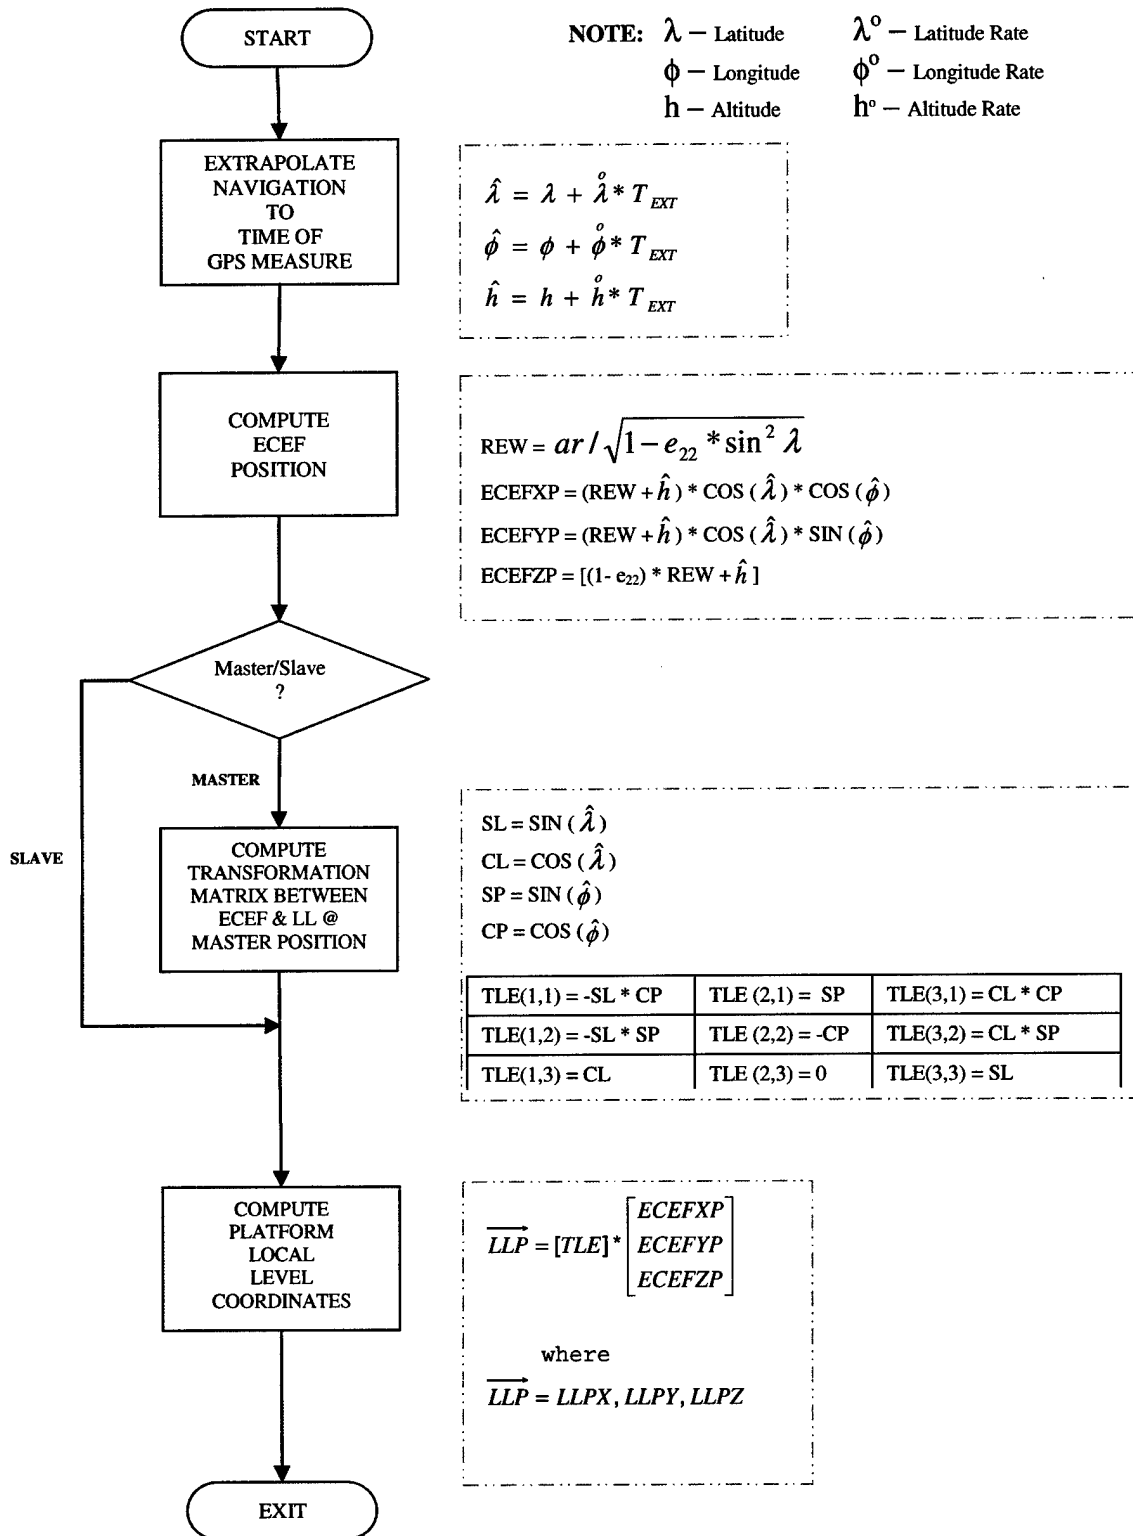 START
NOTE: λ – Latitude λ° – Latitude Rate
ϕ – Longitude ϕ° – Longitude Rate
h – Altitude h° – Altitude Rate
EXTRAPOLATE
NAVIGATION
TO
TIME OF
GPS MEASURE
λ̂ = λ + λ̊ * T_EXT
ϕ̂ = ϕ + ϕ̊ * T_EXT
ĥ = h + h̊ * T_EXT
COMPUTE
ECEF
POSITION
REW = ar / √(1 - e₂₂ * sin² λ)
ECEFXP = (REW + ĥ) * COS (λ̂) * COS (ϕ̂)
ECEFYP = (REW + ĥ) * COS (λ̂) * SIN (ϕ̂)
ECEFZP = [(1- e₂₂) * REW + ĥ ]
Master/Slave
?
MASTER
SLAVE
COMPUTE
TRANSFORMATION
MATRIX BETWEEN
ECEF & LL @
MASTER POSITION
SL = SIN (λ̂)
CL = COS (λ̂)
SP = SIN (ϕ̂)
CP = COS (ϕ̂)
TLE(1,1) = -SL * CP TLE (2,1) = SP TLE(3,1) = CL * CP
TLE(1,2) = -SL * SP TLE (2,2) = -CP TLE(3,2) = CL * SP
TLE(1,3) = CL TLE (2,3) = 0 TLE(3,3) = SL
COMPUTE
PLATFORM
LOCAL
LEVEL
COORDINATES
LLP = [TLE] * [ECEFXP
ECEFYP
ECEFZP]
where
LLP = LLPX, LLPY, LLPZ
EXIT